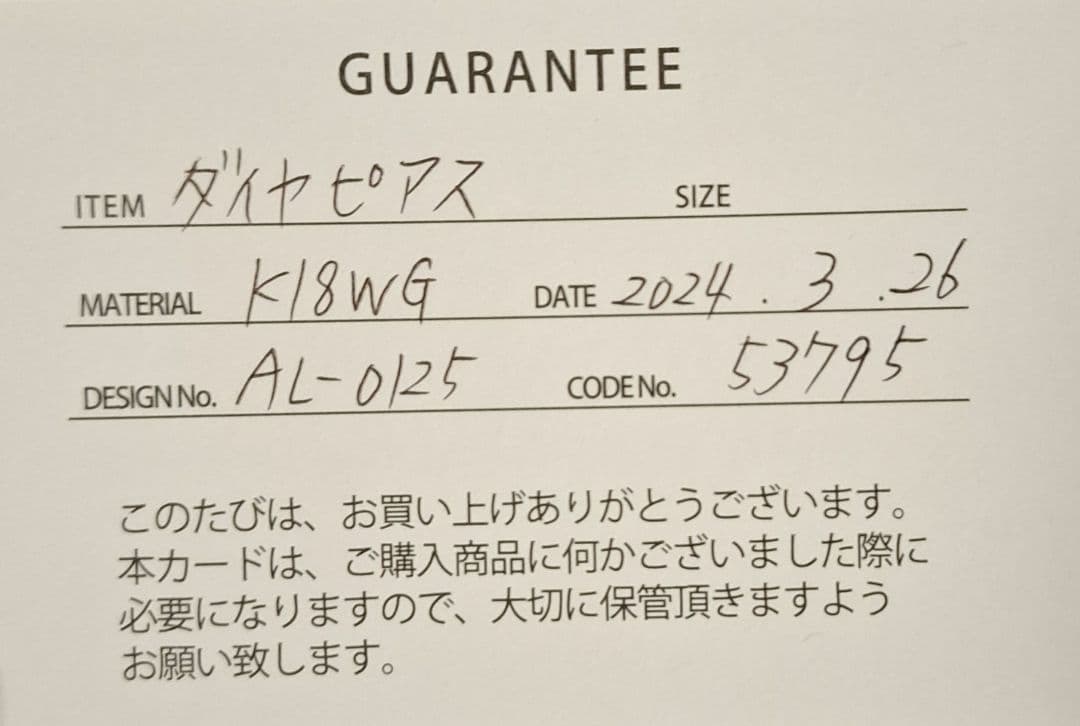 GUARANTEE
ITEM ダイヤピアス SIZE
MATERIAL K18WG DATE 2024.3.26
DESIGN No. AL-0125 CODE No. 53795
このたびは、お買い上げありがとうございます。
本カードは、ご購入商品に何かございました際に
必要になりますので、大切に保管頂きますよう
お願い致します。